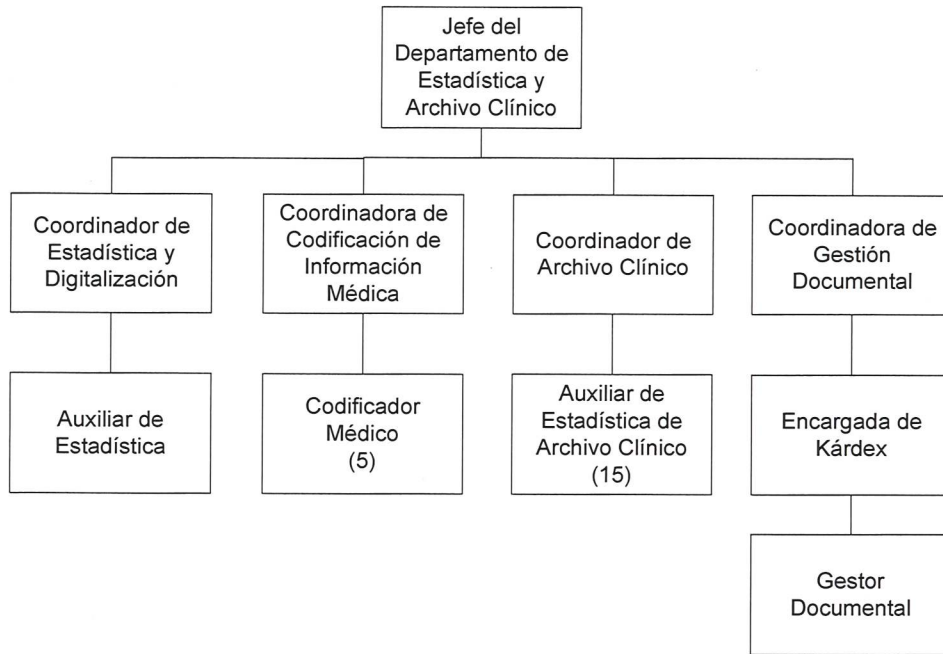 Jefe del
Departamento de
Estadística y
Archivo Clínico
Coordinador de
Estadística y
Digitalización
Coordinadora de
Codificación de
Información
Médica
Coordinador de
Archivo Clínico
Coordinadora de
Gestión
Documental
Auxiliar de
Estadística
Codificador
Médico
(5)
Auxiliar de
Estadística de
Archivo Clínico
(15)
Encargada de
Kárdex
Gestor
Documental